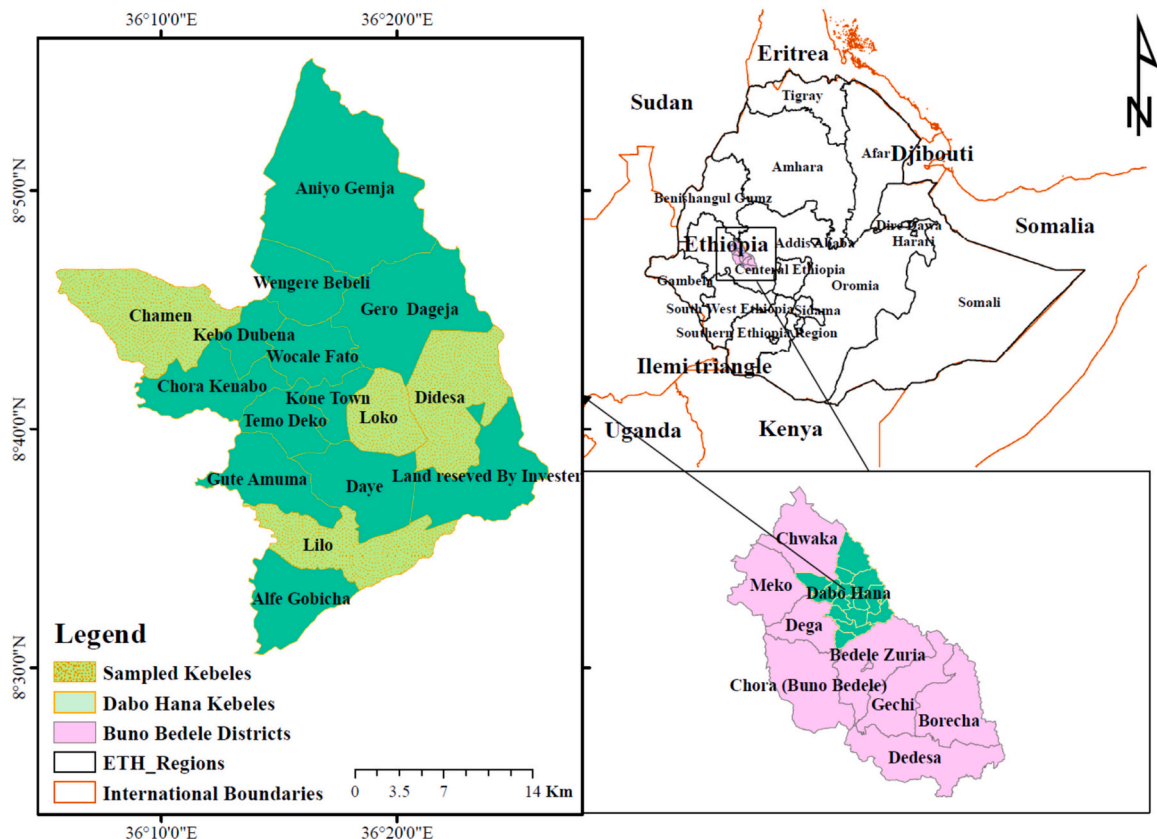 36°10'0"E
36°20'0"E
8°50'0"N
8°40'0"N
8°30'0"N
Aniyo Gemja
Wengere Bebeli
Gero Dageja
Chamen
Kebo Dubena
Wocale Fato
Chora Kenabo
Kone Town
Didesa
Temo Deko
Loko
Gute Amuma
Daye
Land reseved By Invester
Lilo
Alfe Gobicha
Legend
Sampled Kebeles
Dabo Hana Kebeles
Buno Bedele Districts
ETH_Regions
International Boundaries
0 3.5 7 14 Km
36°10'0"E
36°20'0"E
Eritrea
Sudan
Tigray
N
Afar
Djibouti
Amhara
Benishangul Gumz
Somalia
Dire Dawa
Harari
Ethiopia
Addis Ababa
Centeral Ethiopia
Gambela
Oromia
Somali
South West Ethiopia
Sidama
Southern Ethiopia Region
Ilemi triangle
Uganda
Kenya
Chwaka
Meko
Dabo Hana
Dega
Bedele Zuria
Chora (Buno Bedele)
Gechi
Borecha
Dedesa